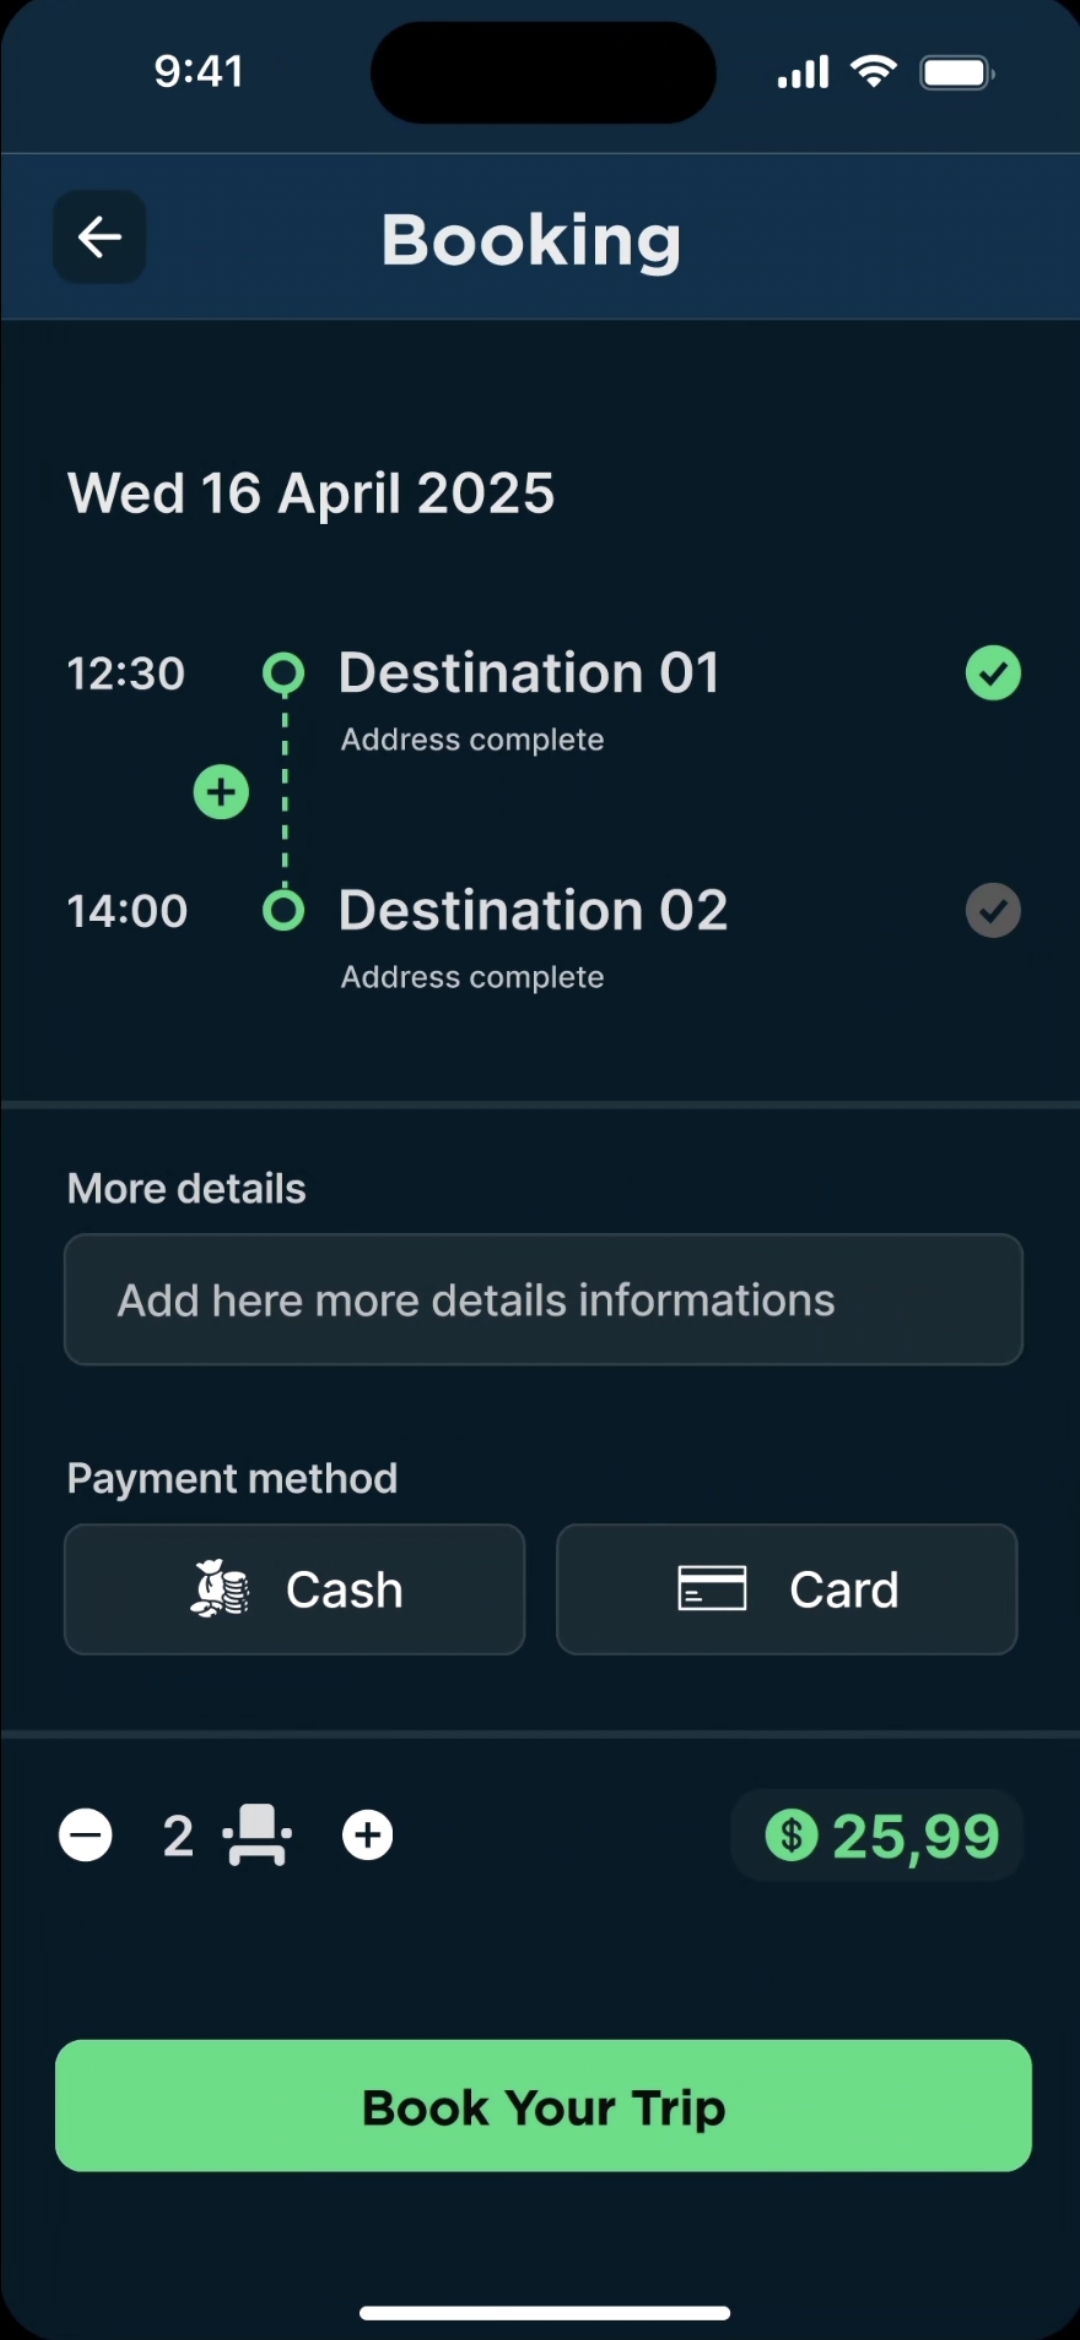 9:41
Booking
Wed 16 April 2025
12:30 Destination 01
Address complete
14:00 Destination 02
Address complete
More details
Add here more details informations
Payment method
Cash Card
2 $ 25,99
Book Your Trip